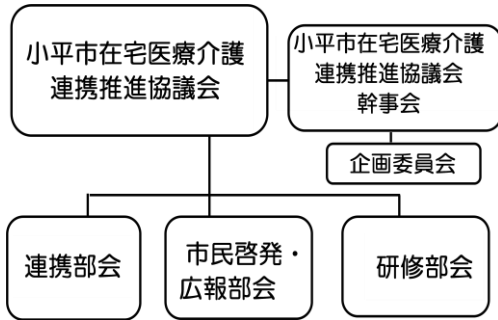 小平市在宅医療介護
連携推進協議会
小平市在宅医療介護
連携推進協議会
幹事会
企画委員会
連携部会
市民啓発・
広報部会
研修部会